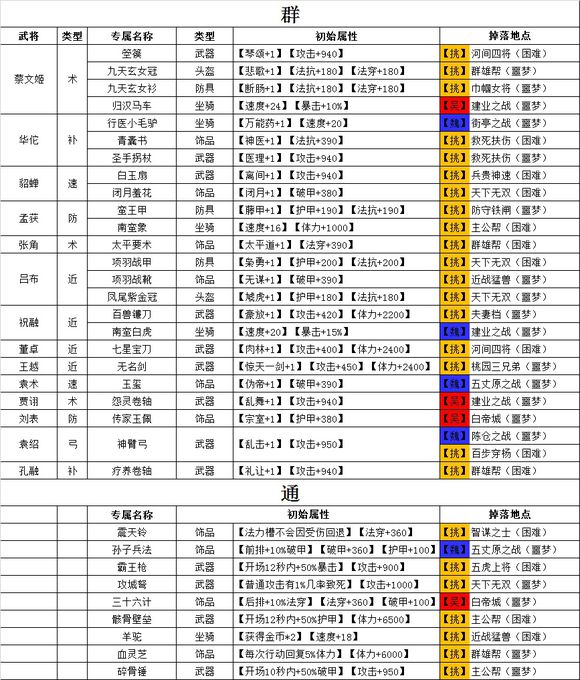 群
武将 类型 专属名称 类型 初始属性 掉落地点
蔡文姬 术 箜篌 武器 【琴颂+1】【攻击+940】 【挑】河间四将（困难）
九天玄女冠 头盔 【悲歌+1】【法抗+180】【法穿+180】 【挑】群雄帮（噩梦）
九天玄女衫 防具 【断肠+1】【法抗+180】【法穿+180】 【挑】巾帼女将（噩梦）
归汉马车 坐骑 【速度+24】【暴击+10%】 【吴】建业之战（噩梦）
华佗 补 行医小毛驴 坐骑 【万能药+1】【速度+20】 【魏】街亭之战（噩梦）
青囊书 饰品 【神医+1】【法抗+390】 【挑】救死扶伤（困难）
圣手拐杖 武器 【医理+1】【攻击+940】 【挑】救死扶伤（噩梦）
貂蝉 速 白玉扇 武器 【离间+1】【攻击+940】 【挑】兵贵神速（噩梦）
闭月羞花 饰品 【闭月+1】【破甲+380】 【挑】天下无双（困难）
孟获 防 蛮王甲 防具 【藤甲+1】【护甲+190】【法抗+190】 【挑】防守铁闸（噩梦）
南蛮象 坐骑 【速度+16】【体力+1000】 【挑】主公帮（困难）
张角 术 太平要术 饰品 【太平道+1】【法穿+390】 【挑】群雄帮（困难）
吕布 近 项羽战甲 防具 【枭勇+1】【护甲+200】【法抗+200】 【挑】天下无双（困难）
项羽战靴 饰品 【无谋+1】【破甲+390】 【挑】近战猛兽（噩梦）
凤尾紫金冠 头盔 【虓虎+1】【护甲+180】【法抗+180】 【挑】天下无双（噩梦）
祝融 近 百兽镰刀 武器 【豪放+1】【攻击+420】【体力+2200】 【挑】夫妻档（噩梦）
南蛮白虎 坐骑 【速度+20】【暴击+15%】 【魏】建业之战（噩梦）
董卓 近 七星宝刀 武器 【肉林+1】【攻击+400】【体力+2400】 【挑】河间四将（困难）
王越 近 无名剑 武器 【惊天一剑+1】【攻击+450】【体力+2400】 【挑】桃园三兄弟（噩梦）
袁术 速 玉玺 饰品 【伪帝+1】【破甲+390】 【魏】五丈原之战（噩梦）
贾诩 术 怨灵卷轴 武器 【乱舞+1】【攻击+940】 【吴】建业之战（噩梦）
刘表 防 传家玉佩 饰品 【宗室+1】【护甲+380】 【吴】白帝城（噩梦）
袁绍 弓 神臂弓 武器 【乱击+1】【攻击+950】 【魏】陈仓之战（噩梦）
【挑】百步穿杨（困难）
孔融 补 疗养卷轴 武器 【礼让+1】【攻击+940】 【挑】群雄帮（困难）
通
专属名称 类型 初始属性 掉落地点
震天铃 饰品 【法力槽不会因受伤回退】【法穿+360】 【挑】智谋之士（困难）
孙子兵法 饰品 【前排+10%破甲】【破甲+360】【护甲+100】 【魏】五丈原之战（噩梦）
霸王枪 武器 【开场12秒内+50%暴击】【攻击+900】 【挑】五虎上将（困难）
攻城弩 武器 【普通攻击有1%几率致死】【攻击+1000】 【挑】天下无双（噩梦）
三十六计 饰品 【后排+10%法穿】【法穿+360】【破甲+100】 【吴】白帝城（噩梦）
骸骨壁垒 武器 【开场12秒内+50%护甲】【体力+6500】 【挑】主公帮（困难）
羊驼 坐骑 【获得金币*2】【速度+18】 【挑】近战猛兽（困难）
血灵芝 饰品 【每次行动回复5%体力】【体力+6000】 【挑】群雄帮（噩梦）
碎骨锤 武器 【开场10秒内+50%破甲】【攻击+950】 【挑】主公帮（噩梦）